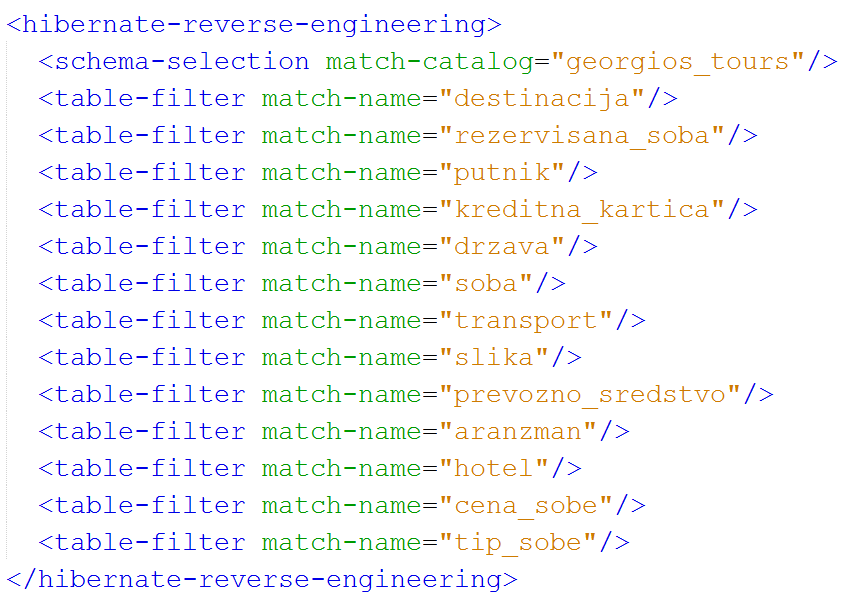 <hibernate-reverse-engineering>
<schema-selection match-catalog="georgios_tours"/>
<table-filter match-name="destinacija"/>
<table-filter match-name="rezervisana_soba"/>
<table-filter match-name="putnik"/>
<table-filter match-name="kreditna_kartica"/>
<table-filter match-name="drzava"/>
<table-filter match-name="soba"/>
<table-filter match-name="transport"/>
<table-filter match-name="slika"/>
<table-filter match-name="prevozno_sredstvo"/>
<table-filter match-name="aranzman"/>
<table-filter match-name="hotel"/>
<table-filter match-name="cena_sobe"/>
<table-filter match-name="tip_sobe"/>
</hibernate-reverse-engineering>